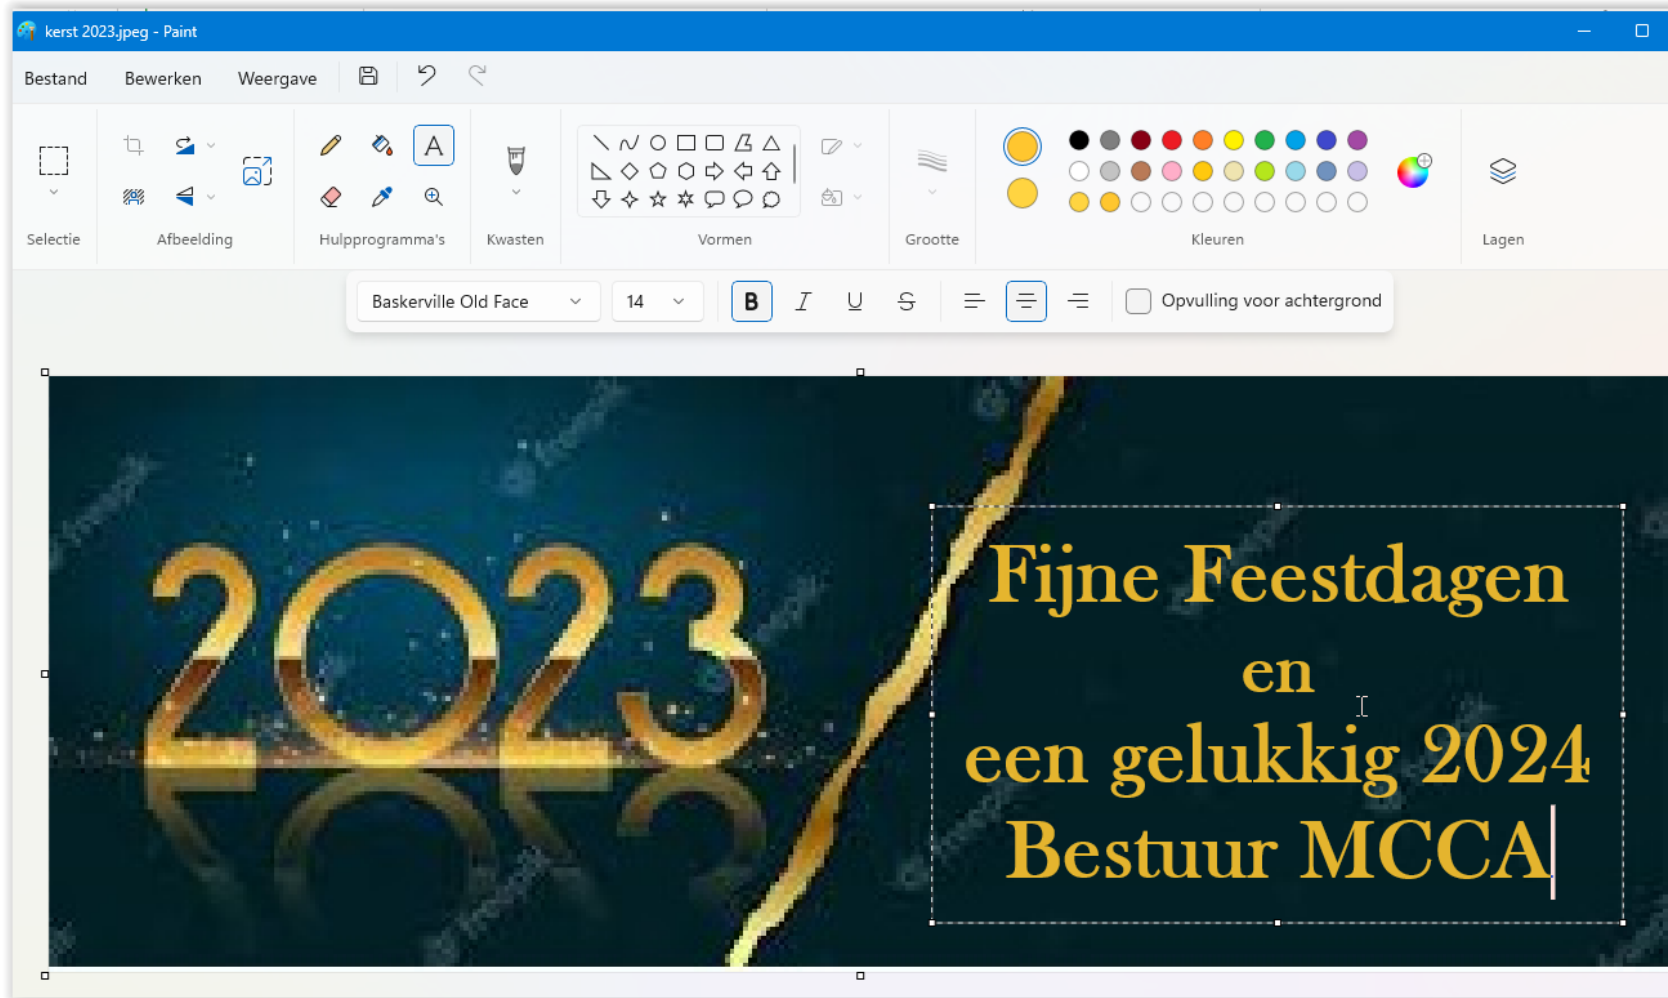 kerst 2023.jpeg - Paint
Bestand Bewerken Weergave
Selectie Afbeelding Hulpprogramma's Kwasten Vormen Grootte Kleuren Lagen
Baskerville Old Face 14 B I U S Opvulling voor achtergrond
2023
Fijne Feestdagen
en
een gelukkig 2024
Bestuur MCCA